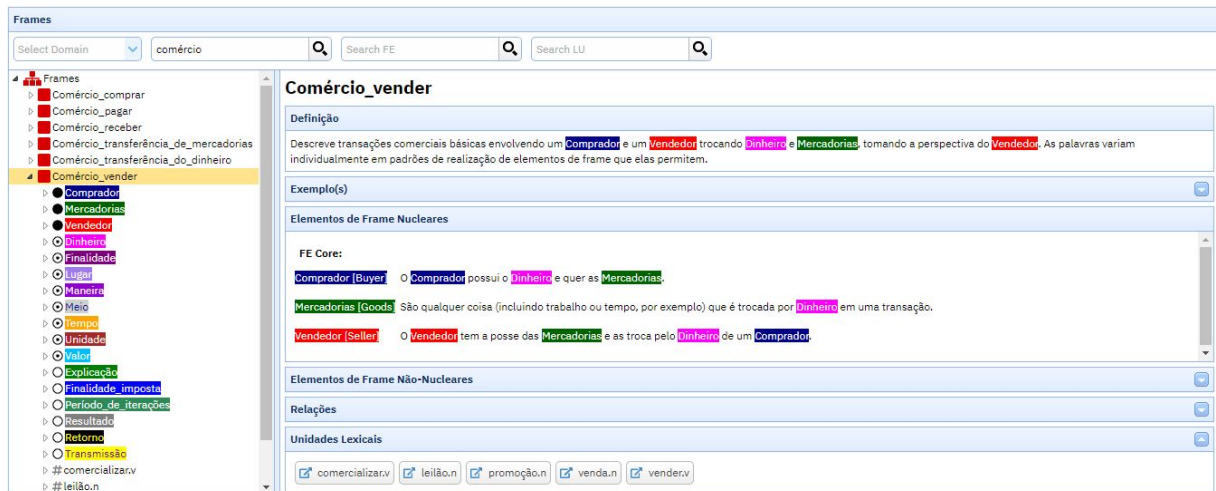 Frames
Select Domain
comércio
Search FE
Search LU
Frames
Comércio_comprar
Comércio_pagar
Comércio_receber
Comércio_transferência_de_mercadorias
Comércio_transferência_do_dinheiro
Comércio_vender
Comprador
Mercadorias
Vendedor
Dinheiro
Finalidade
Lugar
Maneira
Meio
Tempo
Unidade
Valor
Explicação
Finalidade_imposta
Período_de_iterações
Resultado
Retorno
Transmissão
#comercializar.v
#leilão.n
Comércio_vender
Definição
Descreve transações comerciais básicas envolvendo um Comprador e um Vendedor trocando Dinheiro e Mercadorias, tomando a perspectiva do Vendedor. As palavras variam
individualmente em padrões de realização de elementos de frame que elas permitem.
Exemplo(s)
Elementos de Frame Nucleares
FE Core:
Comprador [Buyer] O Comprador possui o Dinheiro e quer as Mercadorias.
Mercadorias [Goods] São qualquer coisa (incluindo trabalho ou tempo, por exemplo) que é trocada por Dinheiro em uma transação.
Vendedor [Seller] O Vendedor tem a posse das Mercadorias e as troca pelo Dinheiro de um Comprador.
Elementos de Frame Não-Nucleares
Relações
Unidades Lexicais
comercializar.v leilão.n promoção.n venda.n vender.v